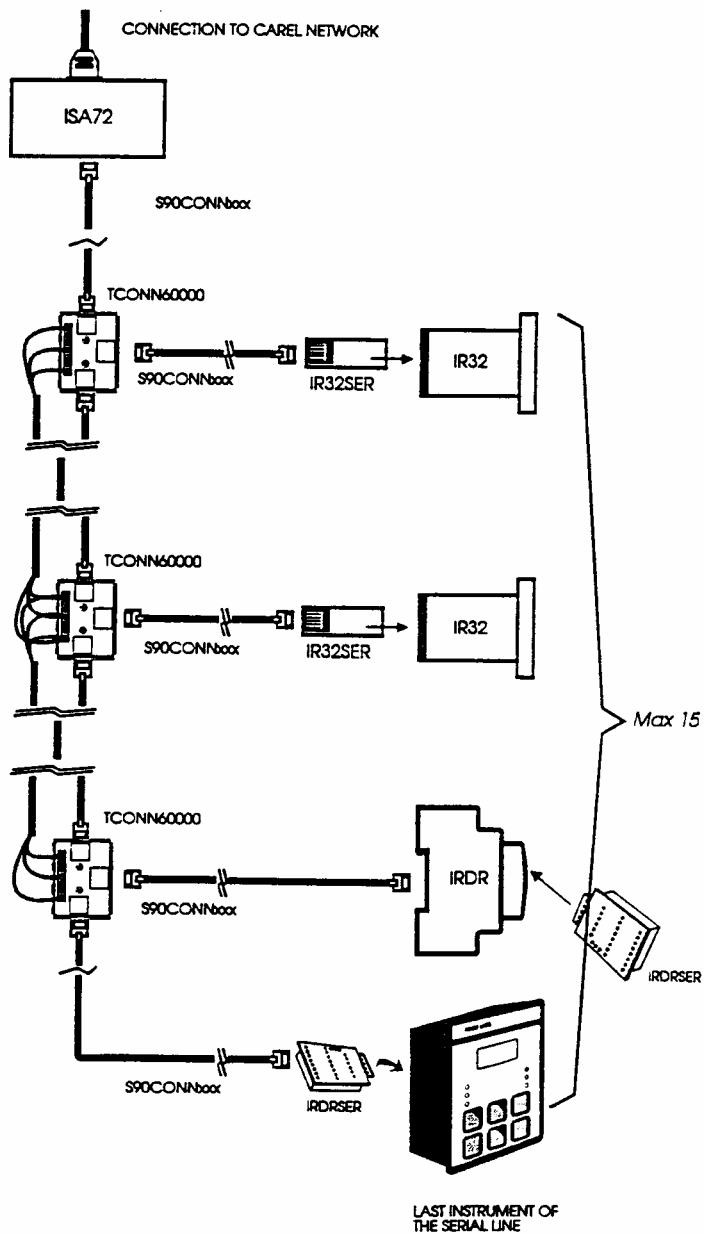 CONNECTION TO CAREL NETWORK
ISA72
S90CONNxxx
TCONN60000
S90CONNxxx
IR32SER
IR32
TCONN60000
S90CONNxxx
IR32SER
IR32
Max 15
TCONN60000
S90CONNxxx
IRDR
IRDRSER
S90CONNxxx
IRDRSER
LAST INSTRUMENT OF
THE SERIAL LINE